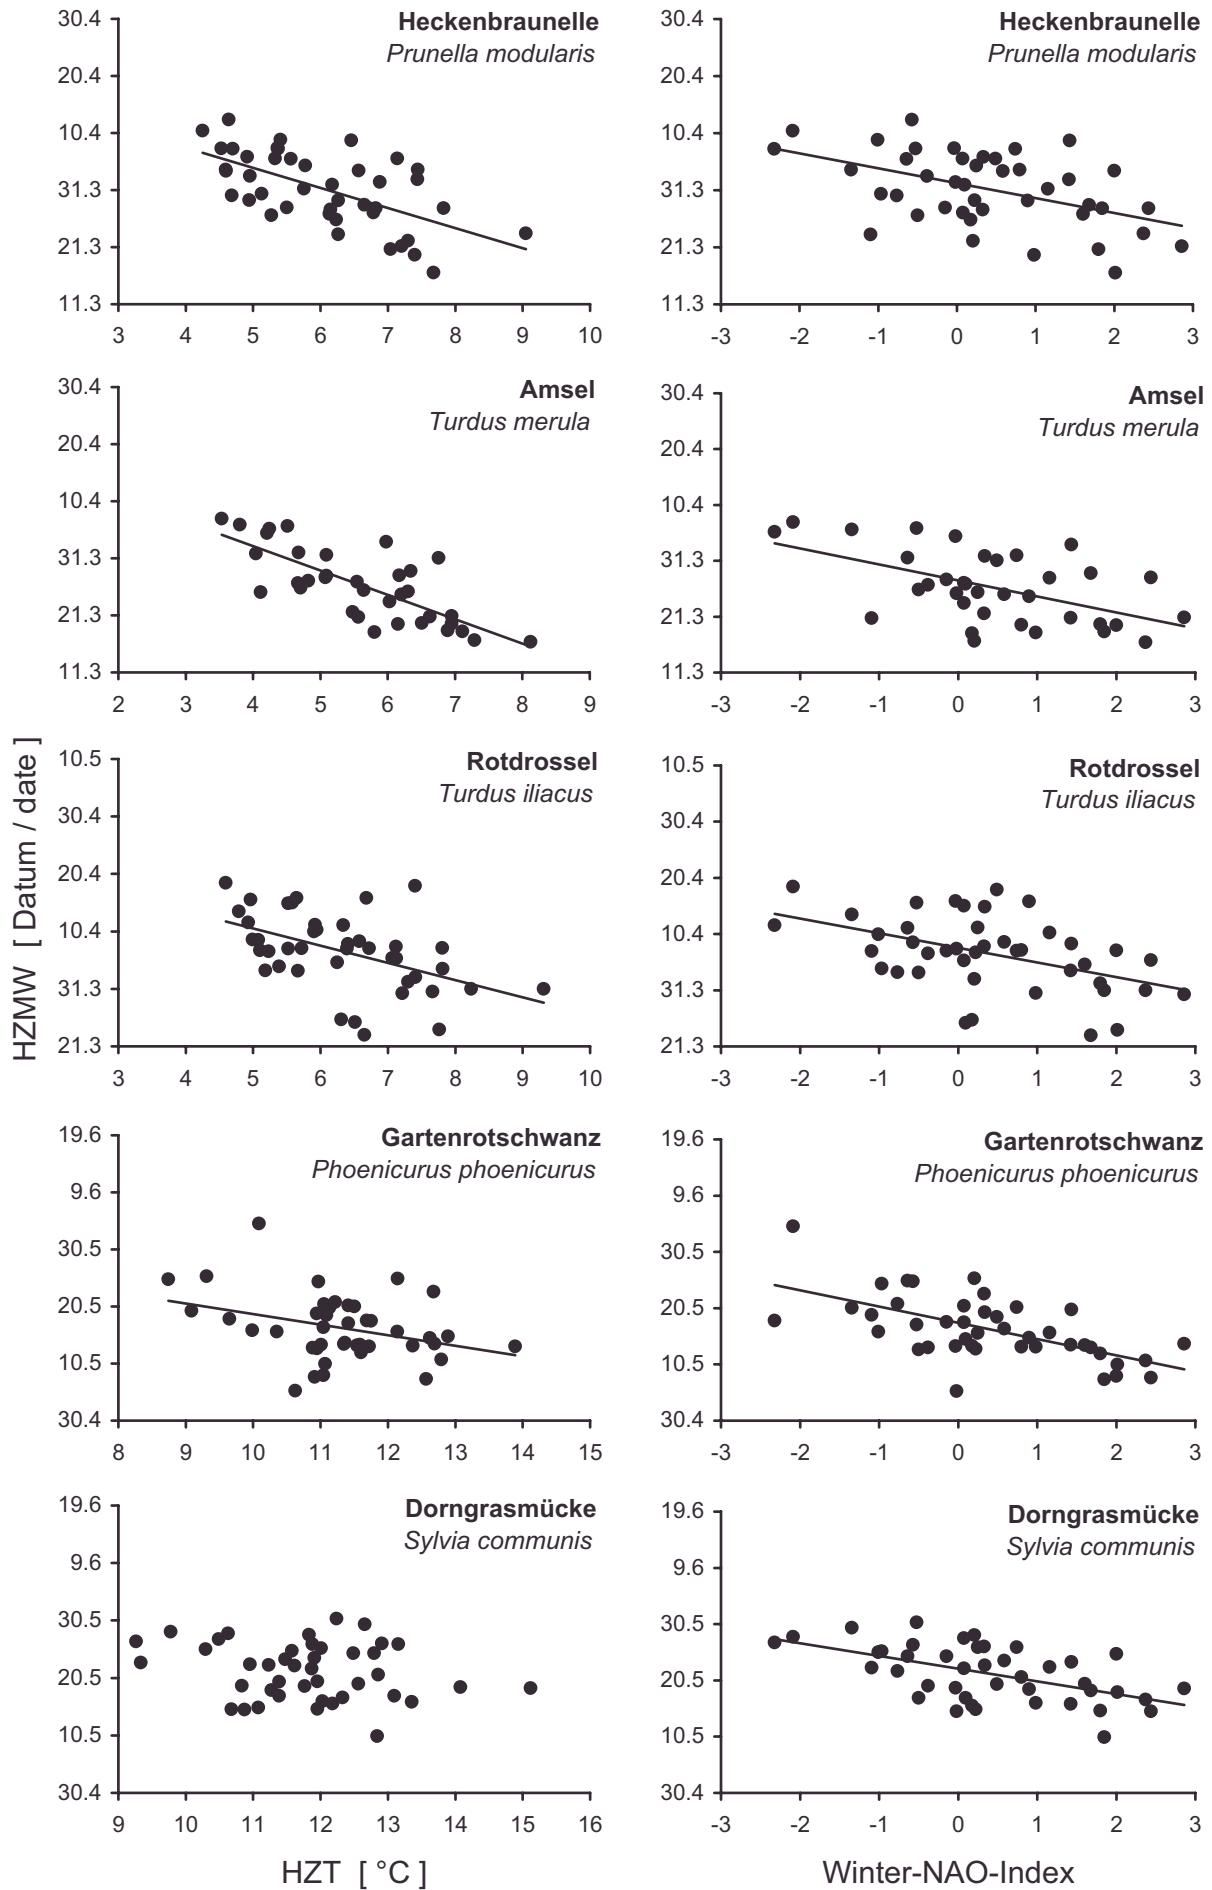 Heckenbraunelle
Prunella modularis
30.4
20.4
10.4
31.3
21.3
11.3
3 4 5 6 7 8 9 10
Heckenbraunelle
Prunella modularis
30.4
20.4
10.4
31.3
21.3
11.3
-3 -2 -1 0 1 2 3
Amsel
Turdus merula
30.4
20.4
10.4
31.3
21.3
11.3
2 3 4 5 6 7 8 9
Amsel
Turdus merula
30.4
20.4
10.4
31.3
21.3
11.3
-3 -2 -1 0 1 2 3
HZMW [ Datum / date ]
Rotdrossel
Turdus iliacus
10.5
30.4
20.4
10.4
31.3
21.3
3 4 5 6 7 8 9 10
Rotdrossel
Turdus iliacus
10.5
30.4
20.4
10.4
31.3
21.3
-3 -2 -1 0 1 2 3
Gartenrotschwanz
Phoenicurus phoenicurus
19.6
9.6
30.5
20.5
10.5
30.4
8 9 10 11 12 13 14 15
Gartenrotschwanz
Phoenicurus phoenicurus
19.6
9.6
30.5
20.5
10.5
30.4
-3 -2 -1 0 1 2 3
Dorngrasmücke
Sylvia communis
19.6
9.6
30.5
20.5
10.5
30.4
9 10 11 12 13 14 15 16
HZT [ °C ]
Dorngrasmücke
Sylvia communis
19.6
9.6
30.5
20.5
10.5
30.4
-3 -2 -1 0 1 2 3
Winter-NAO-Index